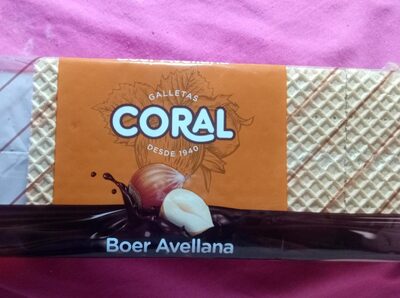 GALLETAS
CORAL
DESDE 1940
Boer Avellana